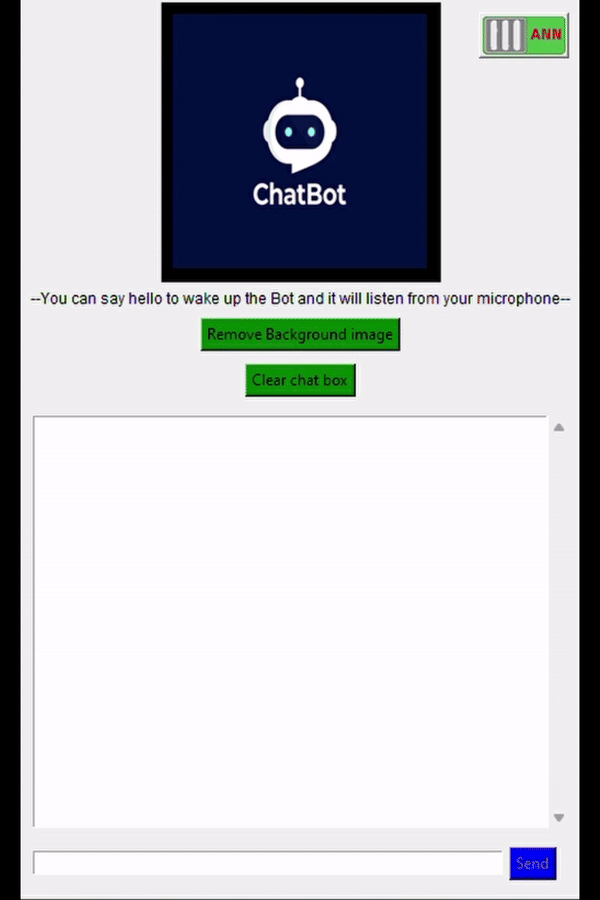 ANN
ChatBot
--You can say hello to wake up the Bot and it will listen from your microphone--
Remove Background image
Clear chat box
Send